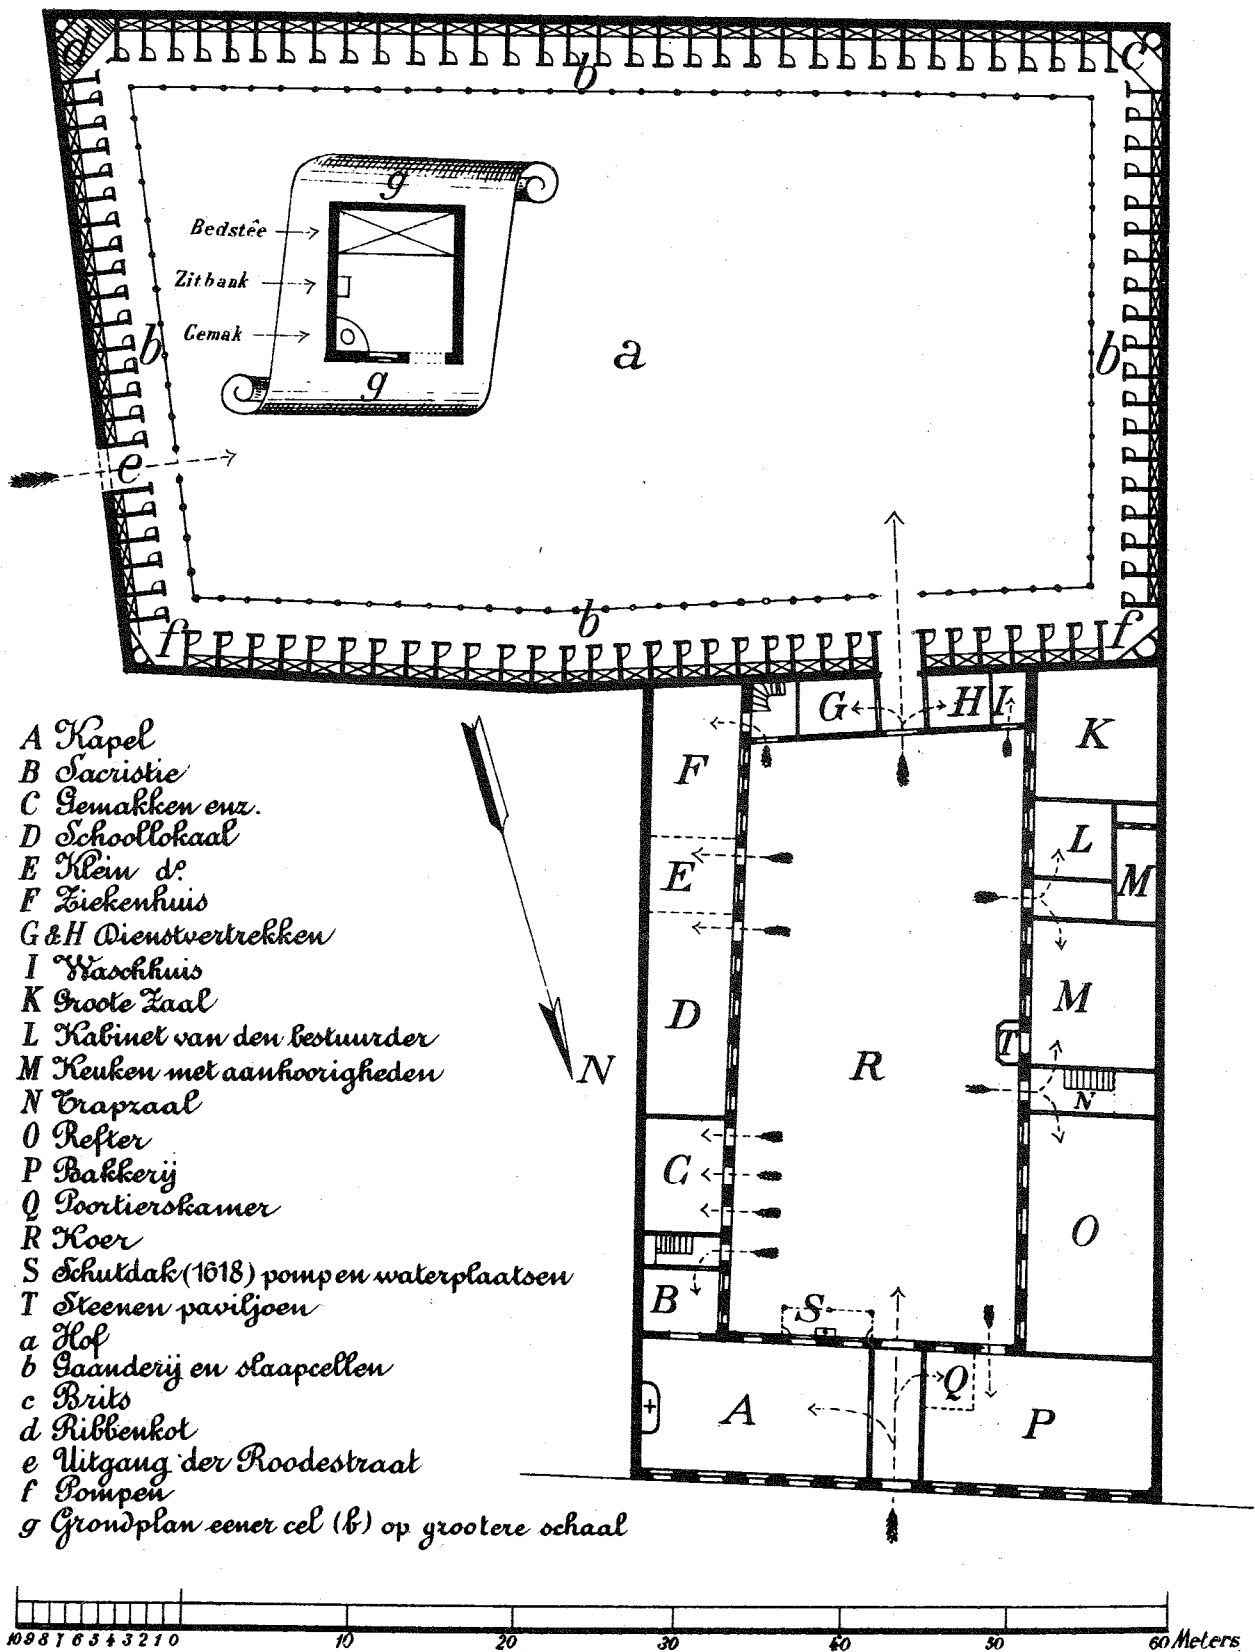 d
b
c
g
Bedstêe
Zitbank
Gemak
g
a
b
b
e
b
f
f
G
H
I
K
F
L
E
M
D
M
T
R
N
N
C
O
B
S
Q
A
P
A Kapel
B Sacristie
C Gemakken enz.
D Schoollokaal
E Klein do.
F Ziekenhuis
G & H Dienstvertrekken
I Waschhuis
K Groote Zaal
L Kabinet van den bestuurder
M Keuken met aanhoorigheden
N Trapzaal
O Refter
P Bakkerij
Q Poortierskamer
R Koer
S Schutdak (1618) pomp en waterplaatsen
T Steenen paviljoen
a Hof
b Gaanderij en slaapcellen
c Brits
d Ribbenkot
e Uitgang der Roodestraat
f Pompen
g Grondplan eener cel (b) op grootere schaal
10 9 8 7 6 5 4 3 2 1 0 10 20 30 40 50 60 Meters